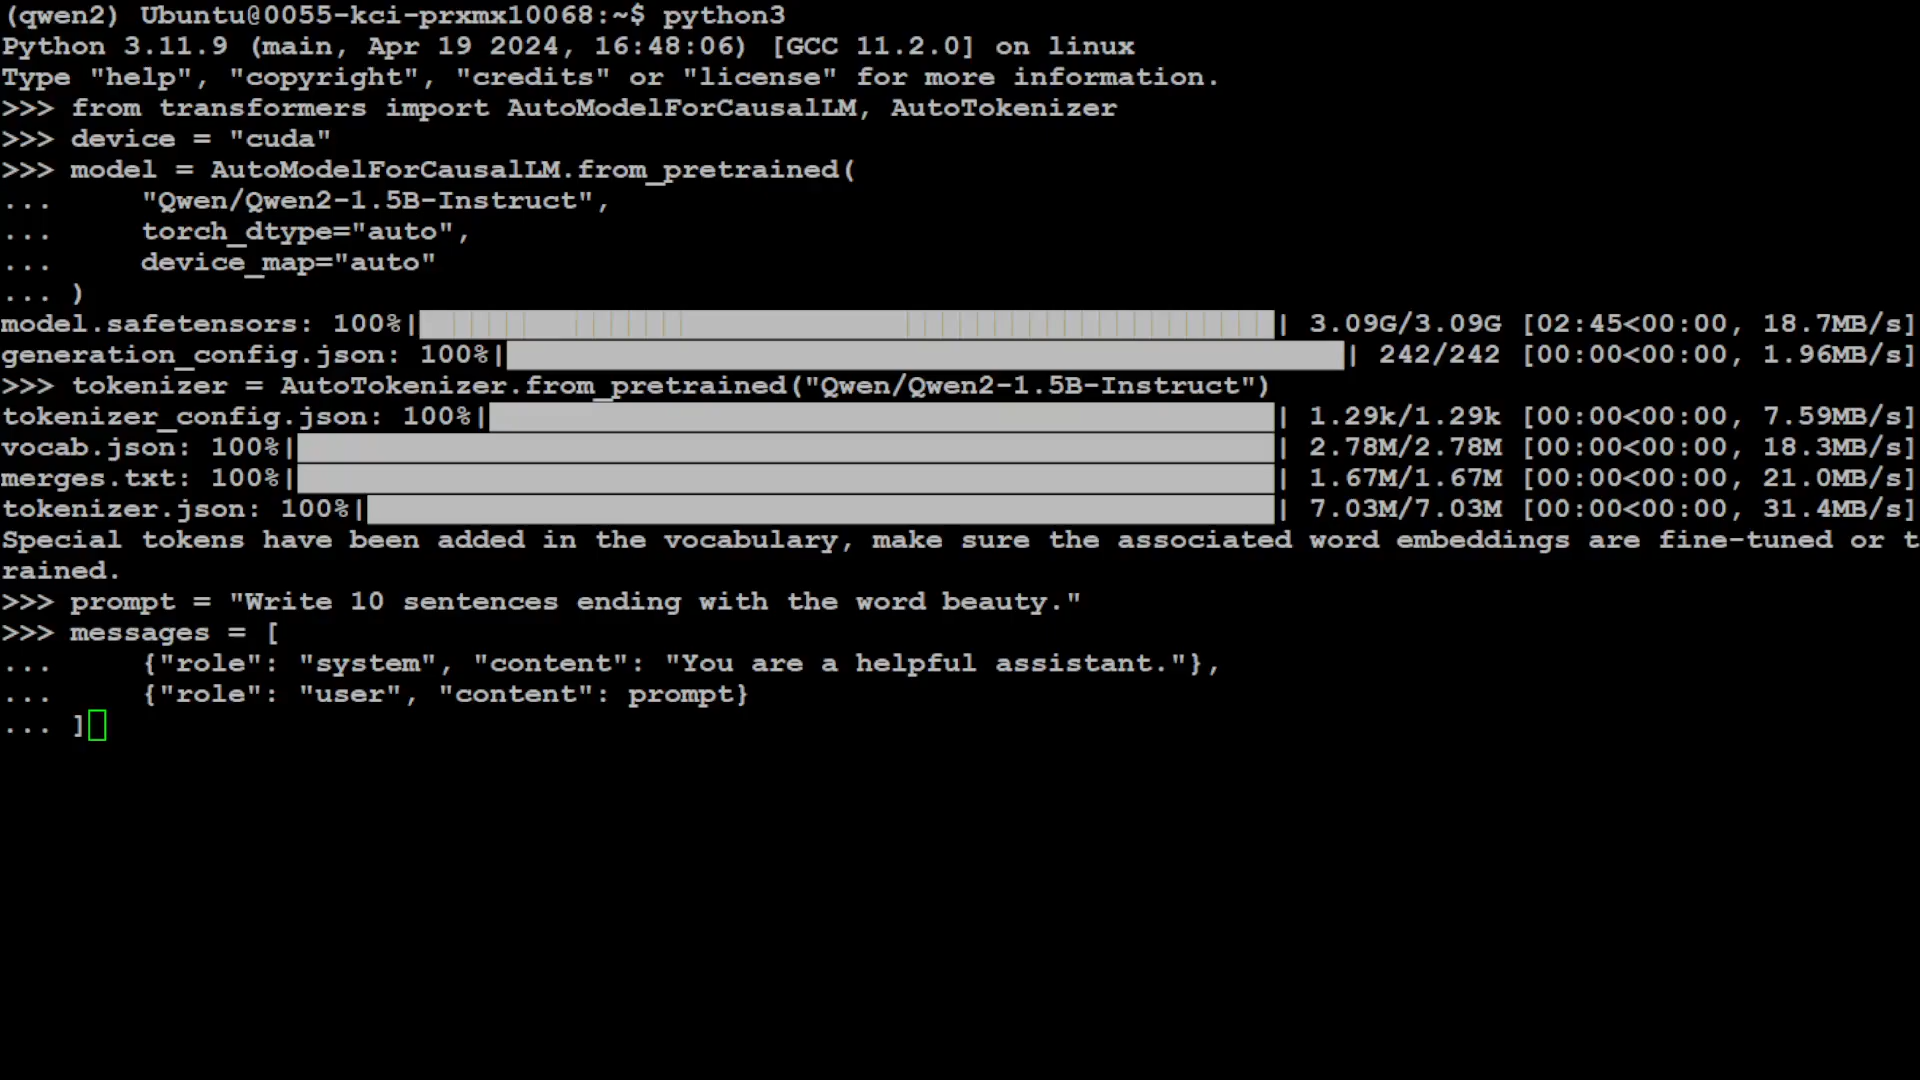 (qwen2) Ubuntu@0055-kci-prxmx10068:~$ python3
Python 3.11.9 (main, Apr 19 2024, 16:48:06) [GCC 11.2.0] on linux
Type "help", "copyright", "credits" or "license" for more information.
>>> from transformers import AutoModelForCausalLM, AutoTokenizer
>>> device = "cuda"
>>> model = AutoModelForCausalLM.from_pretrained(
...     "Qwen/Qwen2-1.5B-Instruct",
...     torch_dtype="auto",
...     device_map="auto"
... )
model.safetensors: 100%|| 3.09G/3.09G [02:45<00:00, 18.7MB/s]
generation_config.json: 100%|| 242/242 [00:00<00:00, 1.96MB/s]
>>> tokenizer = AutoTokenizer.from_pretrained("Qwen/Qwen2-1.5B-Instruct")
tokenizer_config.json: 100%|| 1.29k/1.29k [00:00<00:00, 7.59MB/s]
vocab.json: 100%|| 2.78M/2.78M [00:00<00:00, 18.3MB/s]
merges.txt: 100%|| 1.67M/1.67M [00:00<00:00, 21.0MB/s]
tokenizer.json: 100%|| 7.03M/7.03M [00:00<00:00, 31.4MB/s]
Special tokens have been added in the vocabulary, make sure the associated word embeddings are fine-tuned or t
rained.
>>> prompt = "Write 10 sentences ending with the word beauty."
>>> messages = [
...     {"role": "system", "content": "You are a helpful assistant."},
...     {"role": "user", "content": prompt}
... ]